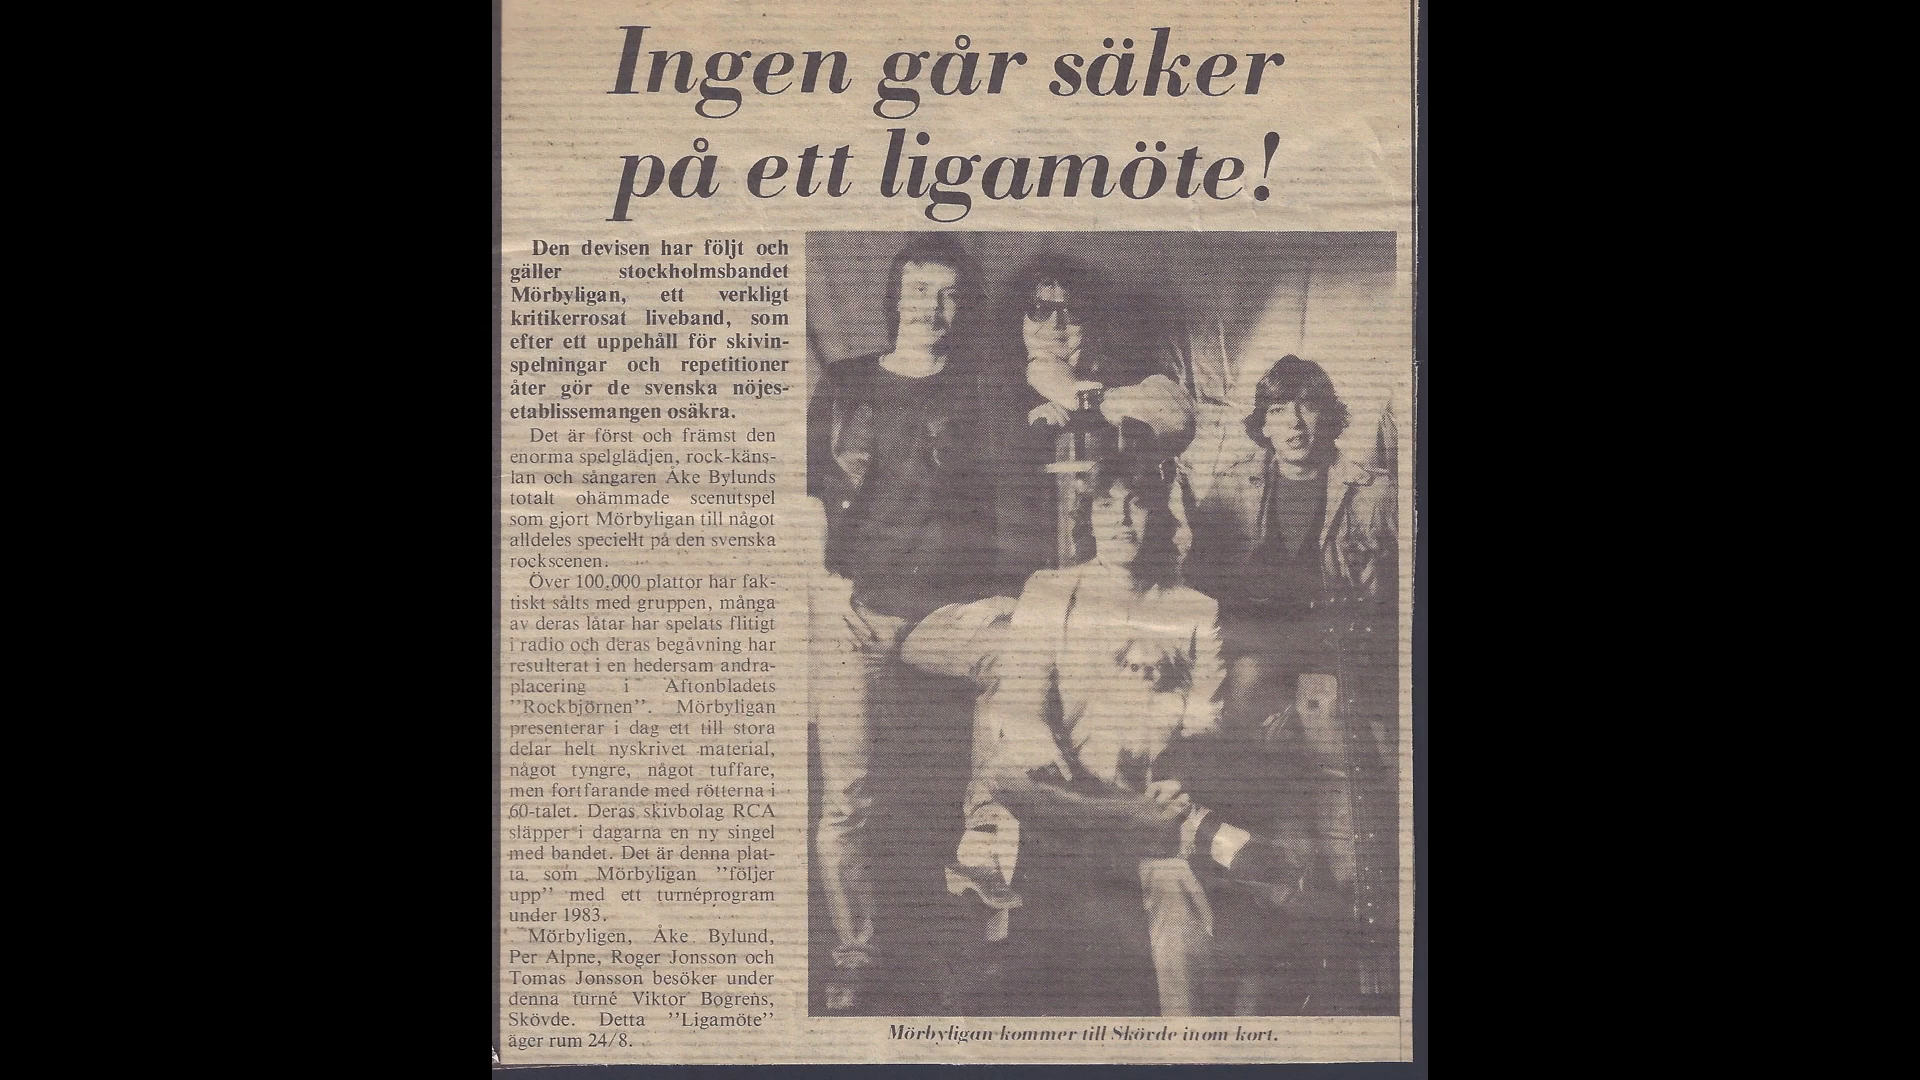 Ingen går säker
på ett ligamöte!
Den devisen har följt och
gäller stockholmsbandet
Mörbyligan, ett verkligt
kritikerrosat liveband, som
efter ett uppehåll för skivin-
spelningar och repetitioner
åter gör de svenska nöjes-
etablissemangen osäkra.
Det är först och främst den
enorma spelglädjen, rock-käns-
lan och sångaren Åke Bylunds
totalt ohämmade scenutspel
som gjort Mörbyligan till något
alldeles speciellt på den svenska
rockscenen.
Över 100.000 plattor har fak-
tiskt sålts med gruppen, många
av deras låtar har spelats flitigt
i radio och deras begåvning har
resulterat i en hedersam andra-
placering i Aftonbladets
"Rockbjörnen". Mörbyligan
presenterar i dag ett till stora
delar helt nyskrivet material,
något tyngre, något tuffare,
men fortfarande med rötterna i
60-talet. Deras skivbolag RCA
släpper i dagarna en ny singel
med bandet. Det är denna plat-
ta som Mörbyligan "följer
upp" med ett turnéprogram
under 1983.
Mörbyligen, Åke Bylund,
Per Alpne, Roger Jonsson och
Tomas Jonsson besöker under
denna turné Viktor Bogrens,
Skövde. Detta "Ligamöte"
äger rum 24/8.
Mörbyligan kommer till Skövde inom kort.